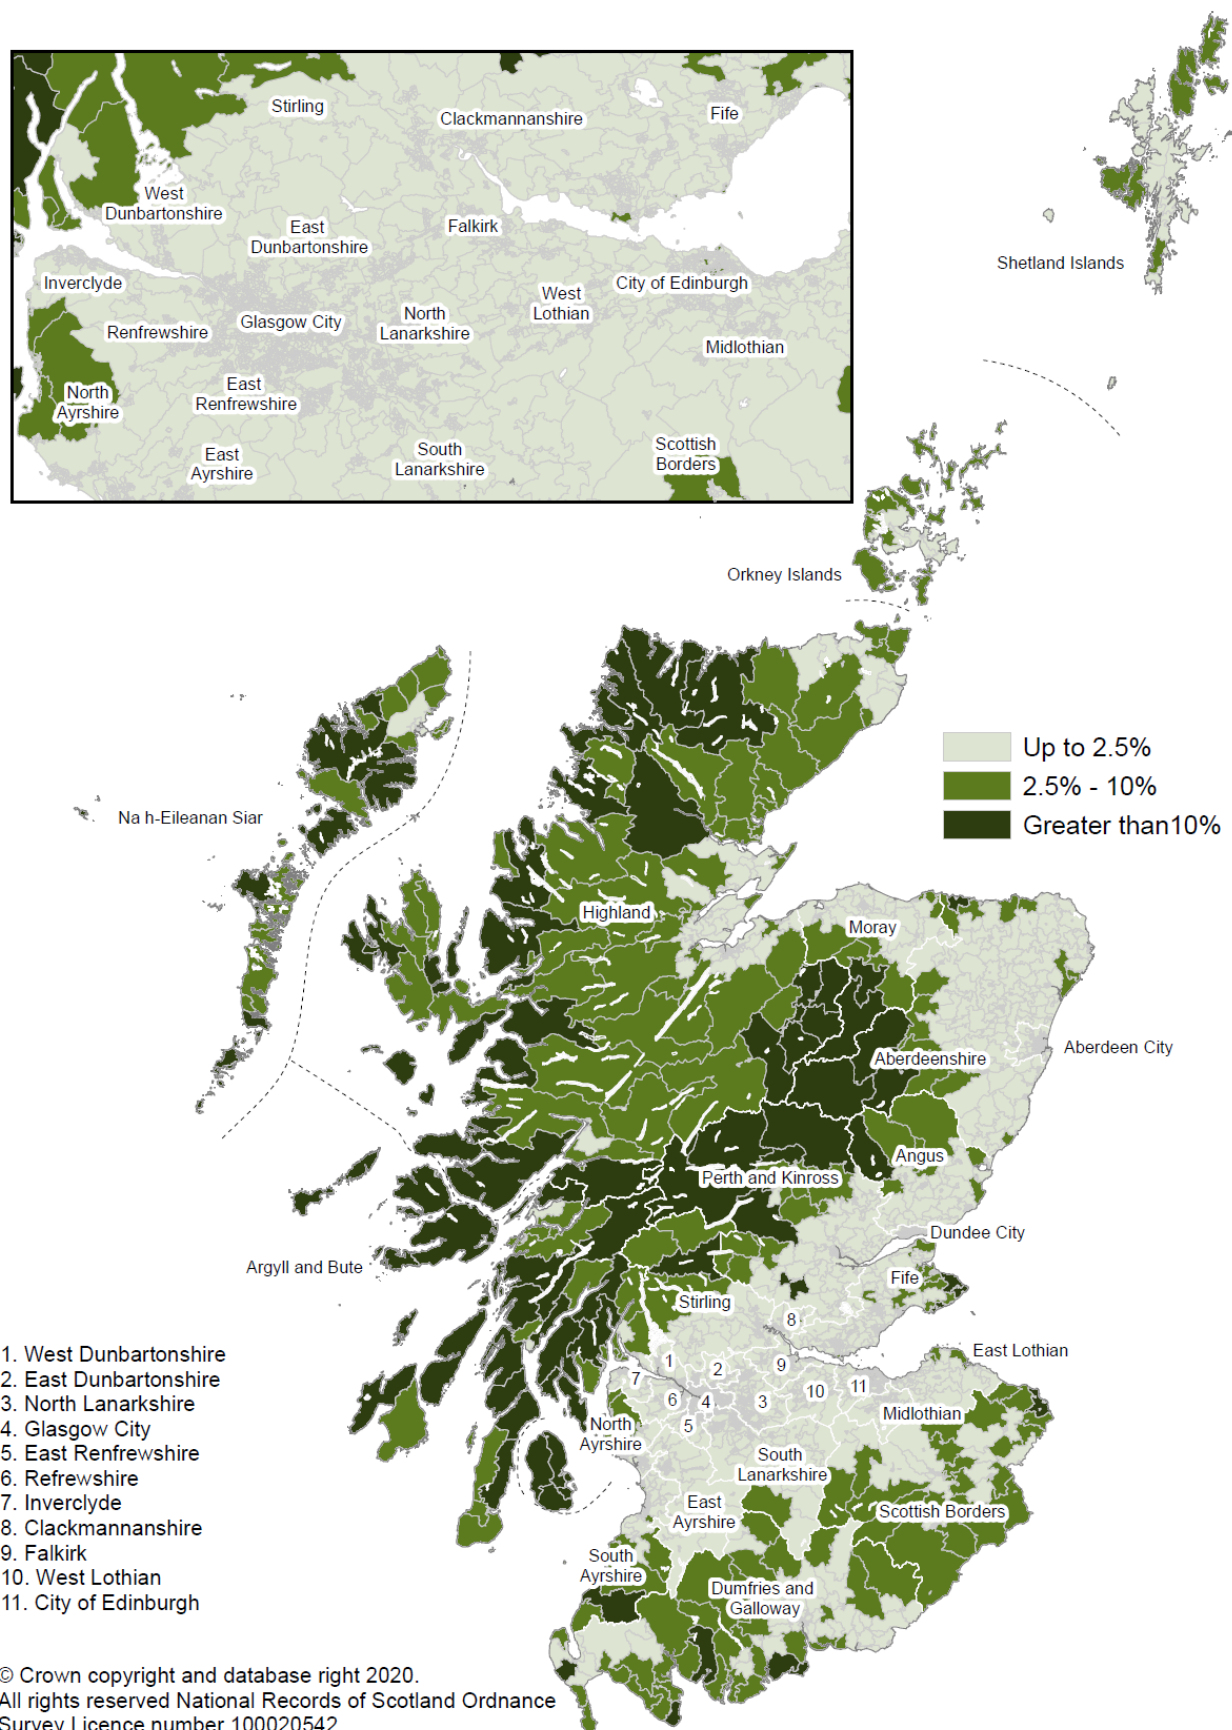 Stirling
Clackmannanshire
Fife
West
Dunbartonshire
East
Dunbartonshire
Falkirk
Inverclyde
City of Edinburgh
West
Lothian
Renfrewshire
Glasgow City
North
Lanarkshire
Midlothian
North
Ayrshire
East
Renfrewshire
East
Ayrshire
South
Lanarkshire
Scottish
Borders
Shetland Islands
Orkney Islands
Up to 2.5%
2.5% - 10%
Greater than10%
Na h-Eileanan Siar
Highland
Moray
Aberdeenshire
Aberdeen City
Angus
Perth and Kinross
Dundee City
Argyll and Bute
Fife
Stirling
8
East Lothian
1
2
9
7
6
4
3
10
11
5
Midlothian
North
Ayrshire
South
Lanarkshire
East
Ayrshire
Scottish Borders
South
Ayrshire
Dumfries and
Galloway
1. West Dunbartonshire
2. East Dunbartonshire
3. North Lanarkshire
4. Glasgow City
5. East Renfrewshire
6. Refrewshire
7. Inverclyde
8. Clackmannanshire
9. Falkirk
10. West Lothian
11. City of Edinburgh
© Crown copyright and database right 2020.
All rights reserved National Records of Scotland Ordnance
Survey Licence number 100020542